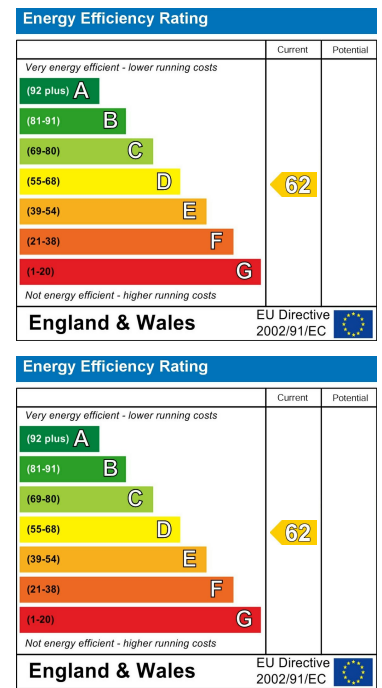 Energy Efficiency Rating
Current Potential
Very energy efficient - lower running costs
(92 plus) A
(81-91) B
(69-80) C
(55-68) D 62
(39-54) E
(21-38) F
(1-20) G
Not energy efficient - higher running costs
England & Wales EU Directive
2002/91/EC
Energy Efficiency Rating
Current Potential
Very energy efficient - lower running costs
(92 plus) A
(81-91) B
(69-80) C
(55-68) D 62
(39-54) E
(21-38) F
(1-20) G
Not energy efficient - higher running costs
England & Wales EU Directive
2002/91/EC